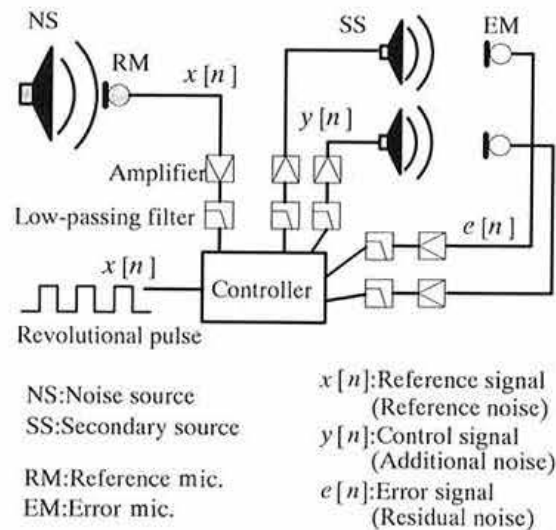 NS
RM
x[n]
SS
EM
y[n]
Amplifier
Low-passing filter
e[n]
x[n]
Controller
Revolutional pulse
NS:Noise source
SS:Secondary source
RM:Reference mic.
EM:Error mic.
x[n]:Reference signal
(Reference noise)
y[n]:Control signal
(Additional noise)
e[n]:Error signal
(Residual noise)